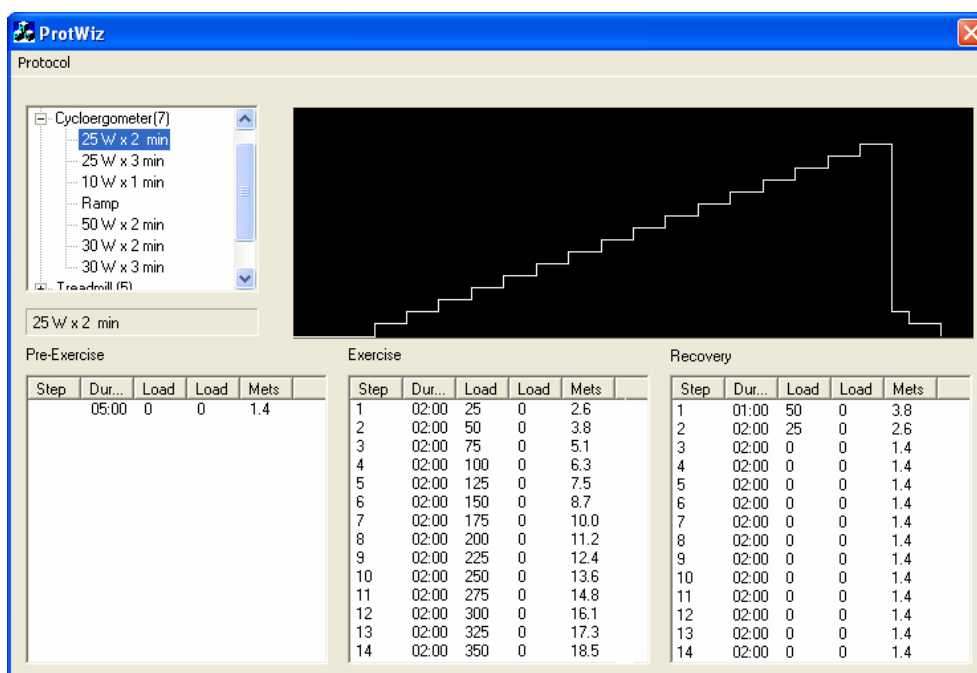 ProtWiz
Protocol
Cycloergometer(7)
25 W x 2 min
25 W x 3 min
10 W x 1 min
Ramp
50 W x 2 min
30 W x 2 min
30 W x 3 min
Treadmill (5)
25 W x 2 min
Pre-Exercise
Step Dur... Load Load Mets
05:00 0 0 1.4
Exercise
Step Dur... Load Load Mets
1 02:00 25 0 2.6
2 02:00 50 0 3.8
3 02:00 75 0 5.1
4 02:00 100 0 6.3
5 02:00 125 0 7.5
6 02:00 150 0 8.7
7 02:00 175 0 10.0
8 02:00 200 0 11.2
9 02:00 225 0 12.4
10 02:00 250 0 13.6
11 02:00 275 0 14.8
12 02:00 300 0 16.1
13 02:00 325 0 17.3
14 02:00 350 0 18.5
Recovery
Step Dur... Load Load Mets
1 01:00 50 0 3.8
2 02:00 25 0 2.6
3 02:00 0 0 1.4
4 02:00 0 0 1.4
5 02:00 0 0 1.4
6 02:00 0 0 1.4
7 02:00 0 0 1.4
8 02:00 0 0 1.4
9 02:00 0 0 1.4
10 02:00 0 0 1.4
11 02:00 0 0 1.4
12 02:00 0 0 1.4
13 02:00 0 0 1.4
14 02:00 0 0 1.4